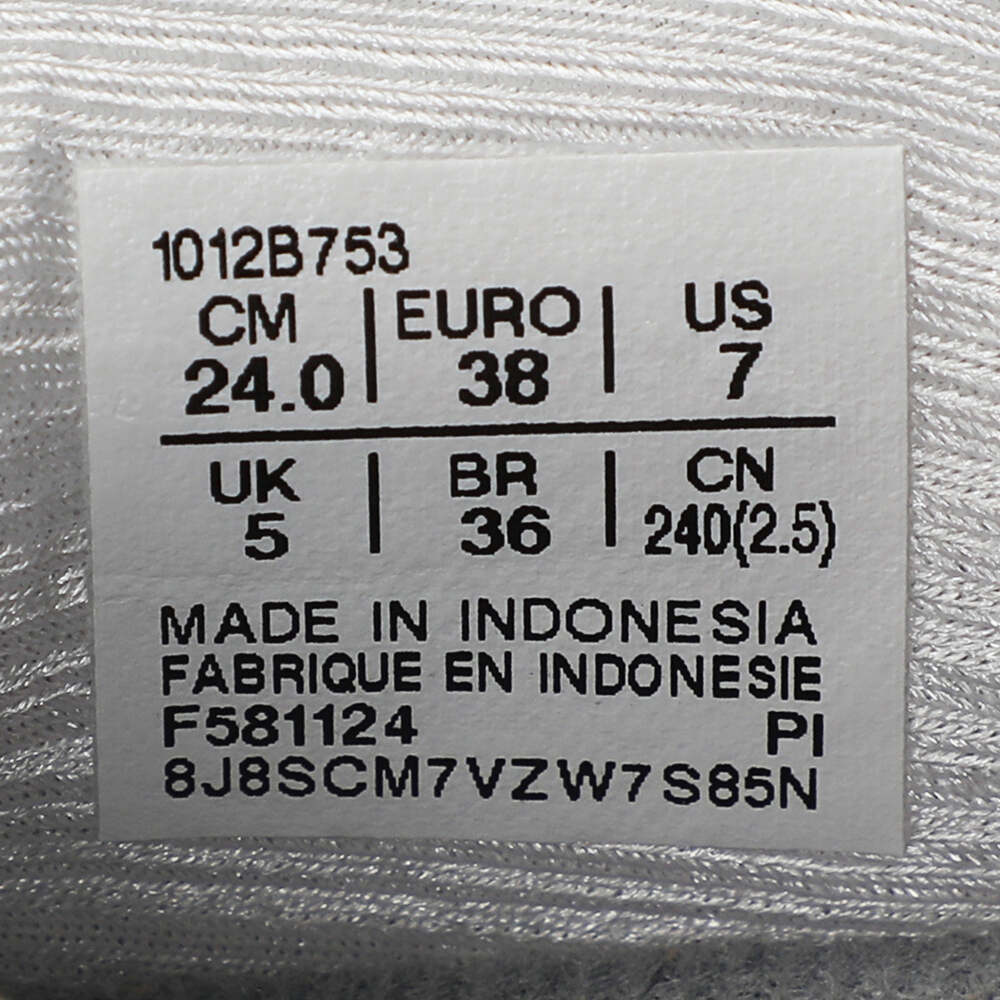 1012B753
CM | EURO | US
24.0 | 38 | 7
UK | BR | CN
5 | 36 | 240(2.5)
MADE IN INDONESIA
FABRIQUE EN INDONESIE
F581124 PI
8J8SCM7VZW7S85N